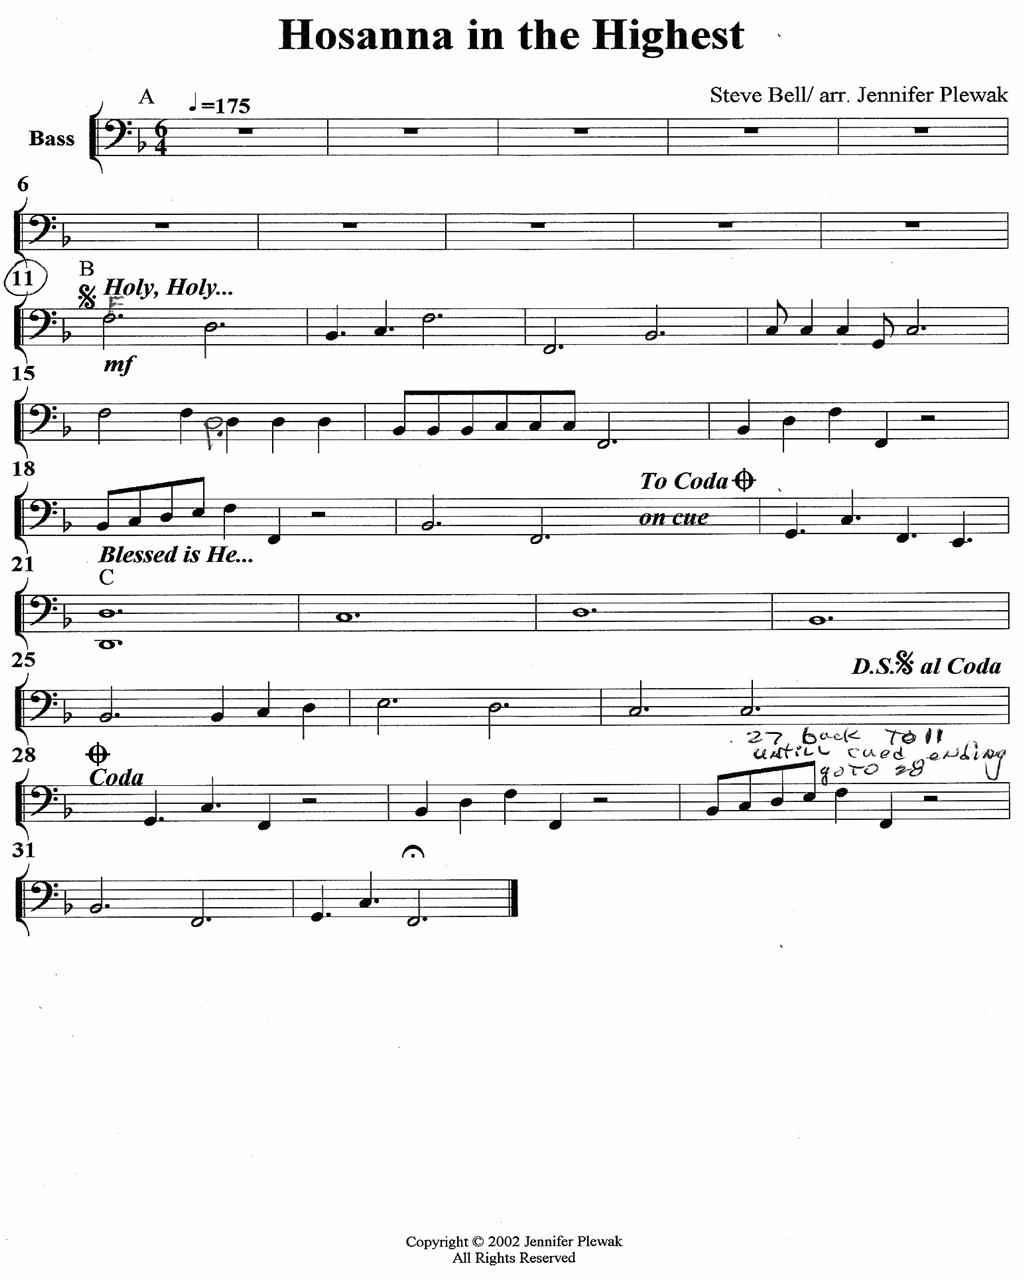 Hosanna in the Highest
Steve Bell/ arr. Jennifer Plewak
A
♩=175
Bass
6
4
6
11
B
Holy, Holy...
F
mf
15
18
To Coda
on cue
Blessed is He...
21
C
25
D.S. al Coda
27 back TO 11
untill cued ending
go TO 28
28
Coda
31
Copyright © 2002 Jennifer Plewak
All Rights Reserved